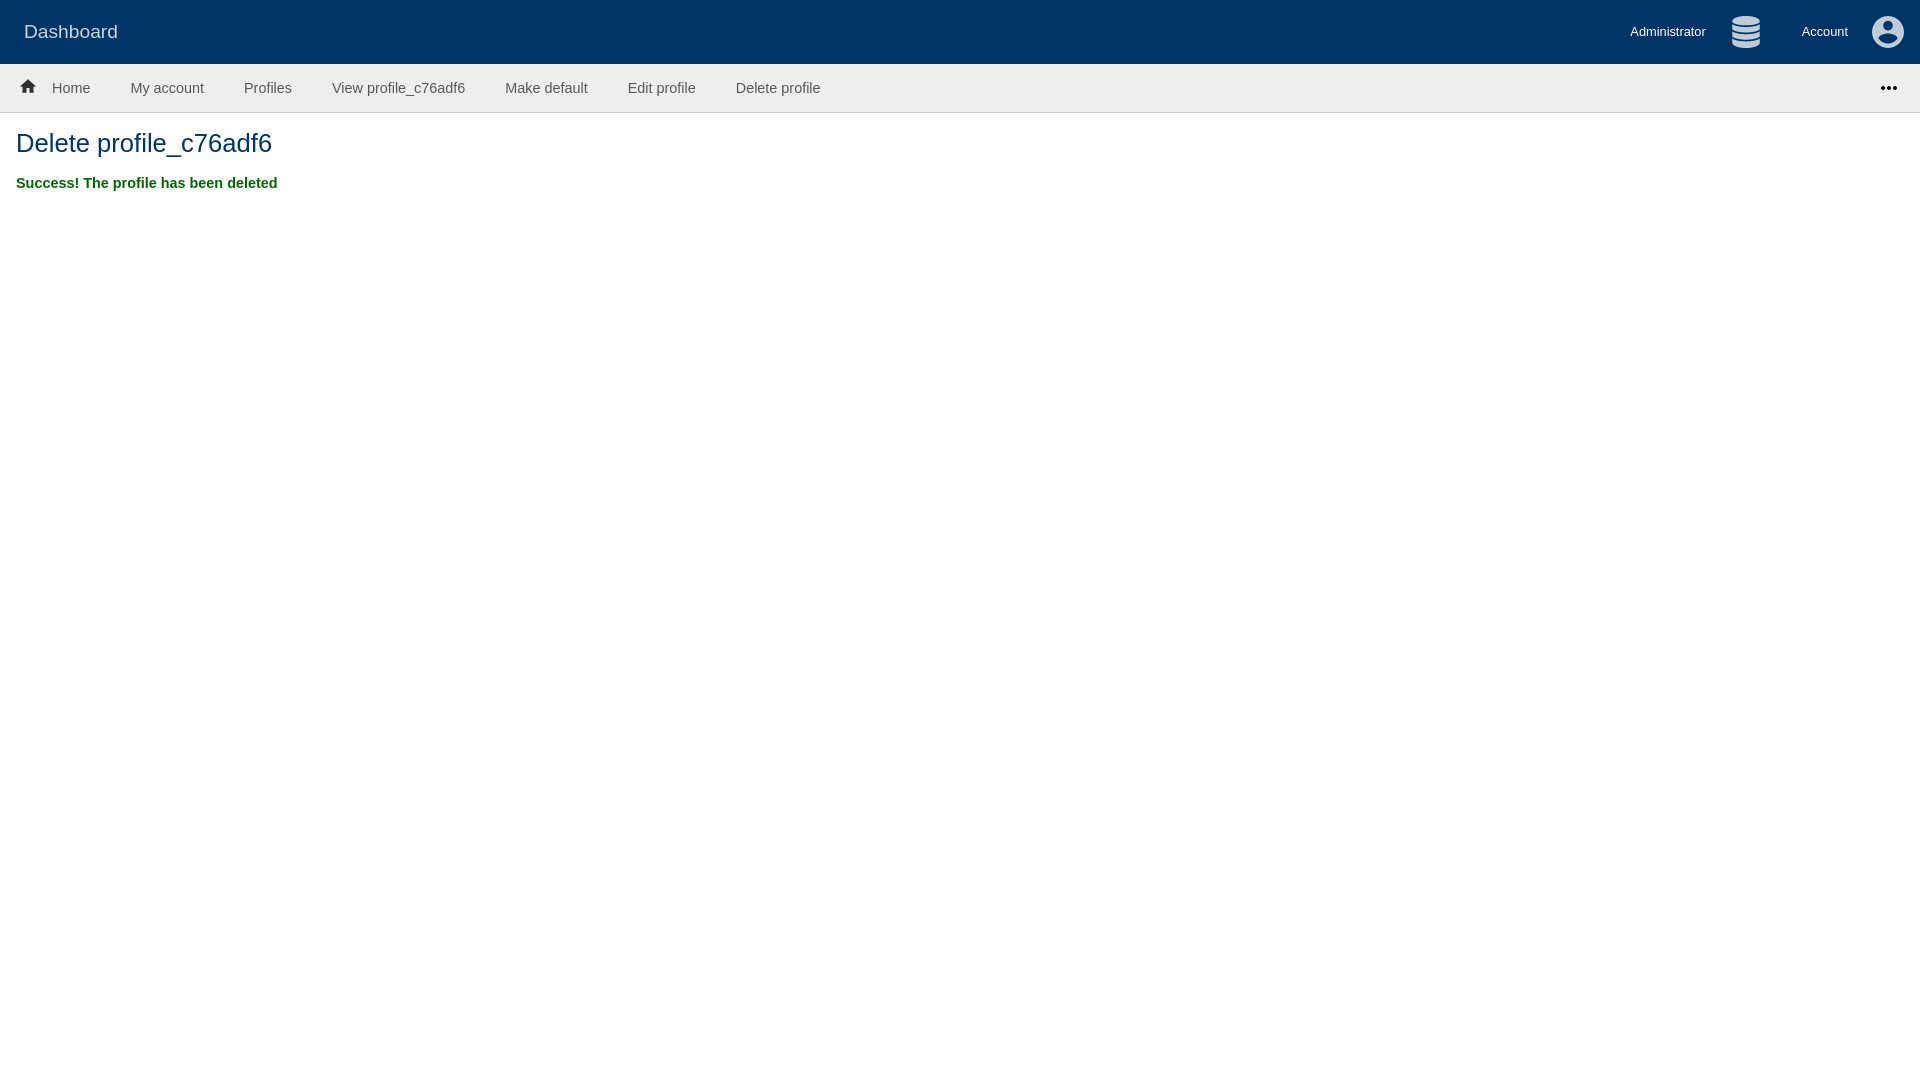 Dashboard
Administrator
Account
Home
My account
Profiles
View profile_c76adf6
Make default
Edit profile
Delete profile
Delete profile_c76adf6
Success! The profile has been deleted